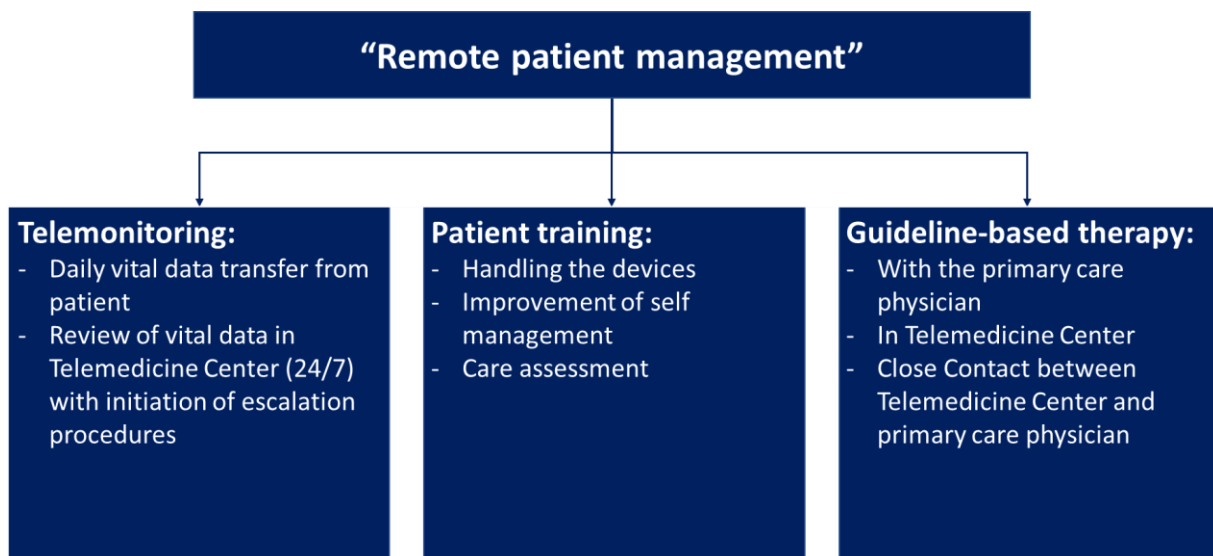 “Remote patient management”
Telemonitoring:
- Daily vital data transfer from
patient
- Review of vital data in
Telemedicine Center (24/7)
with initiation of escalation
procedures
Patient training:
- Handling the devices
- Improvement of self
management
- Care assessment
Guideline-based therapy:
- With the primary care
physician
- In Telemedicine Center
- Close Contact between
Telemedicine Center and
primary care physician